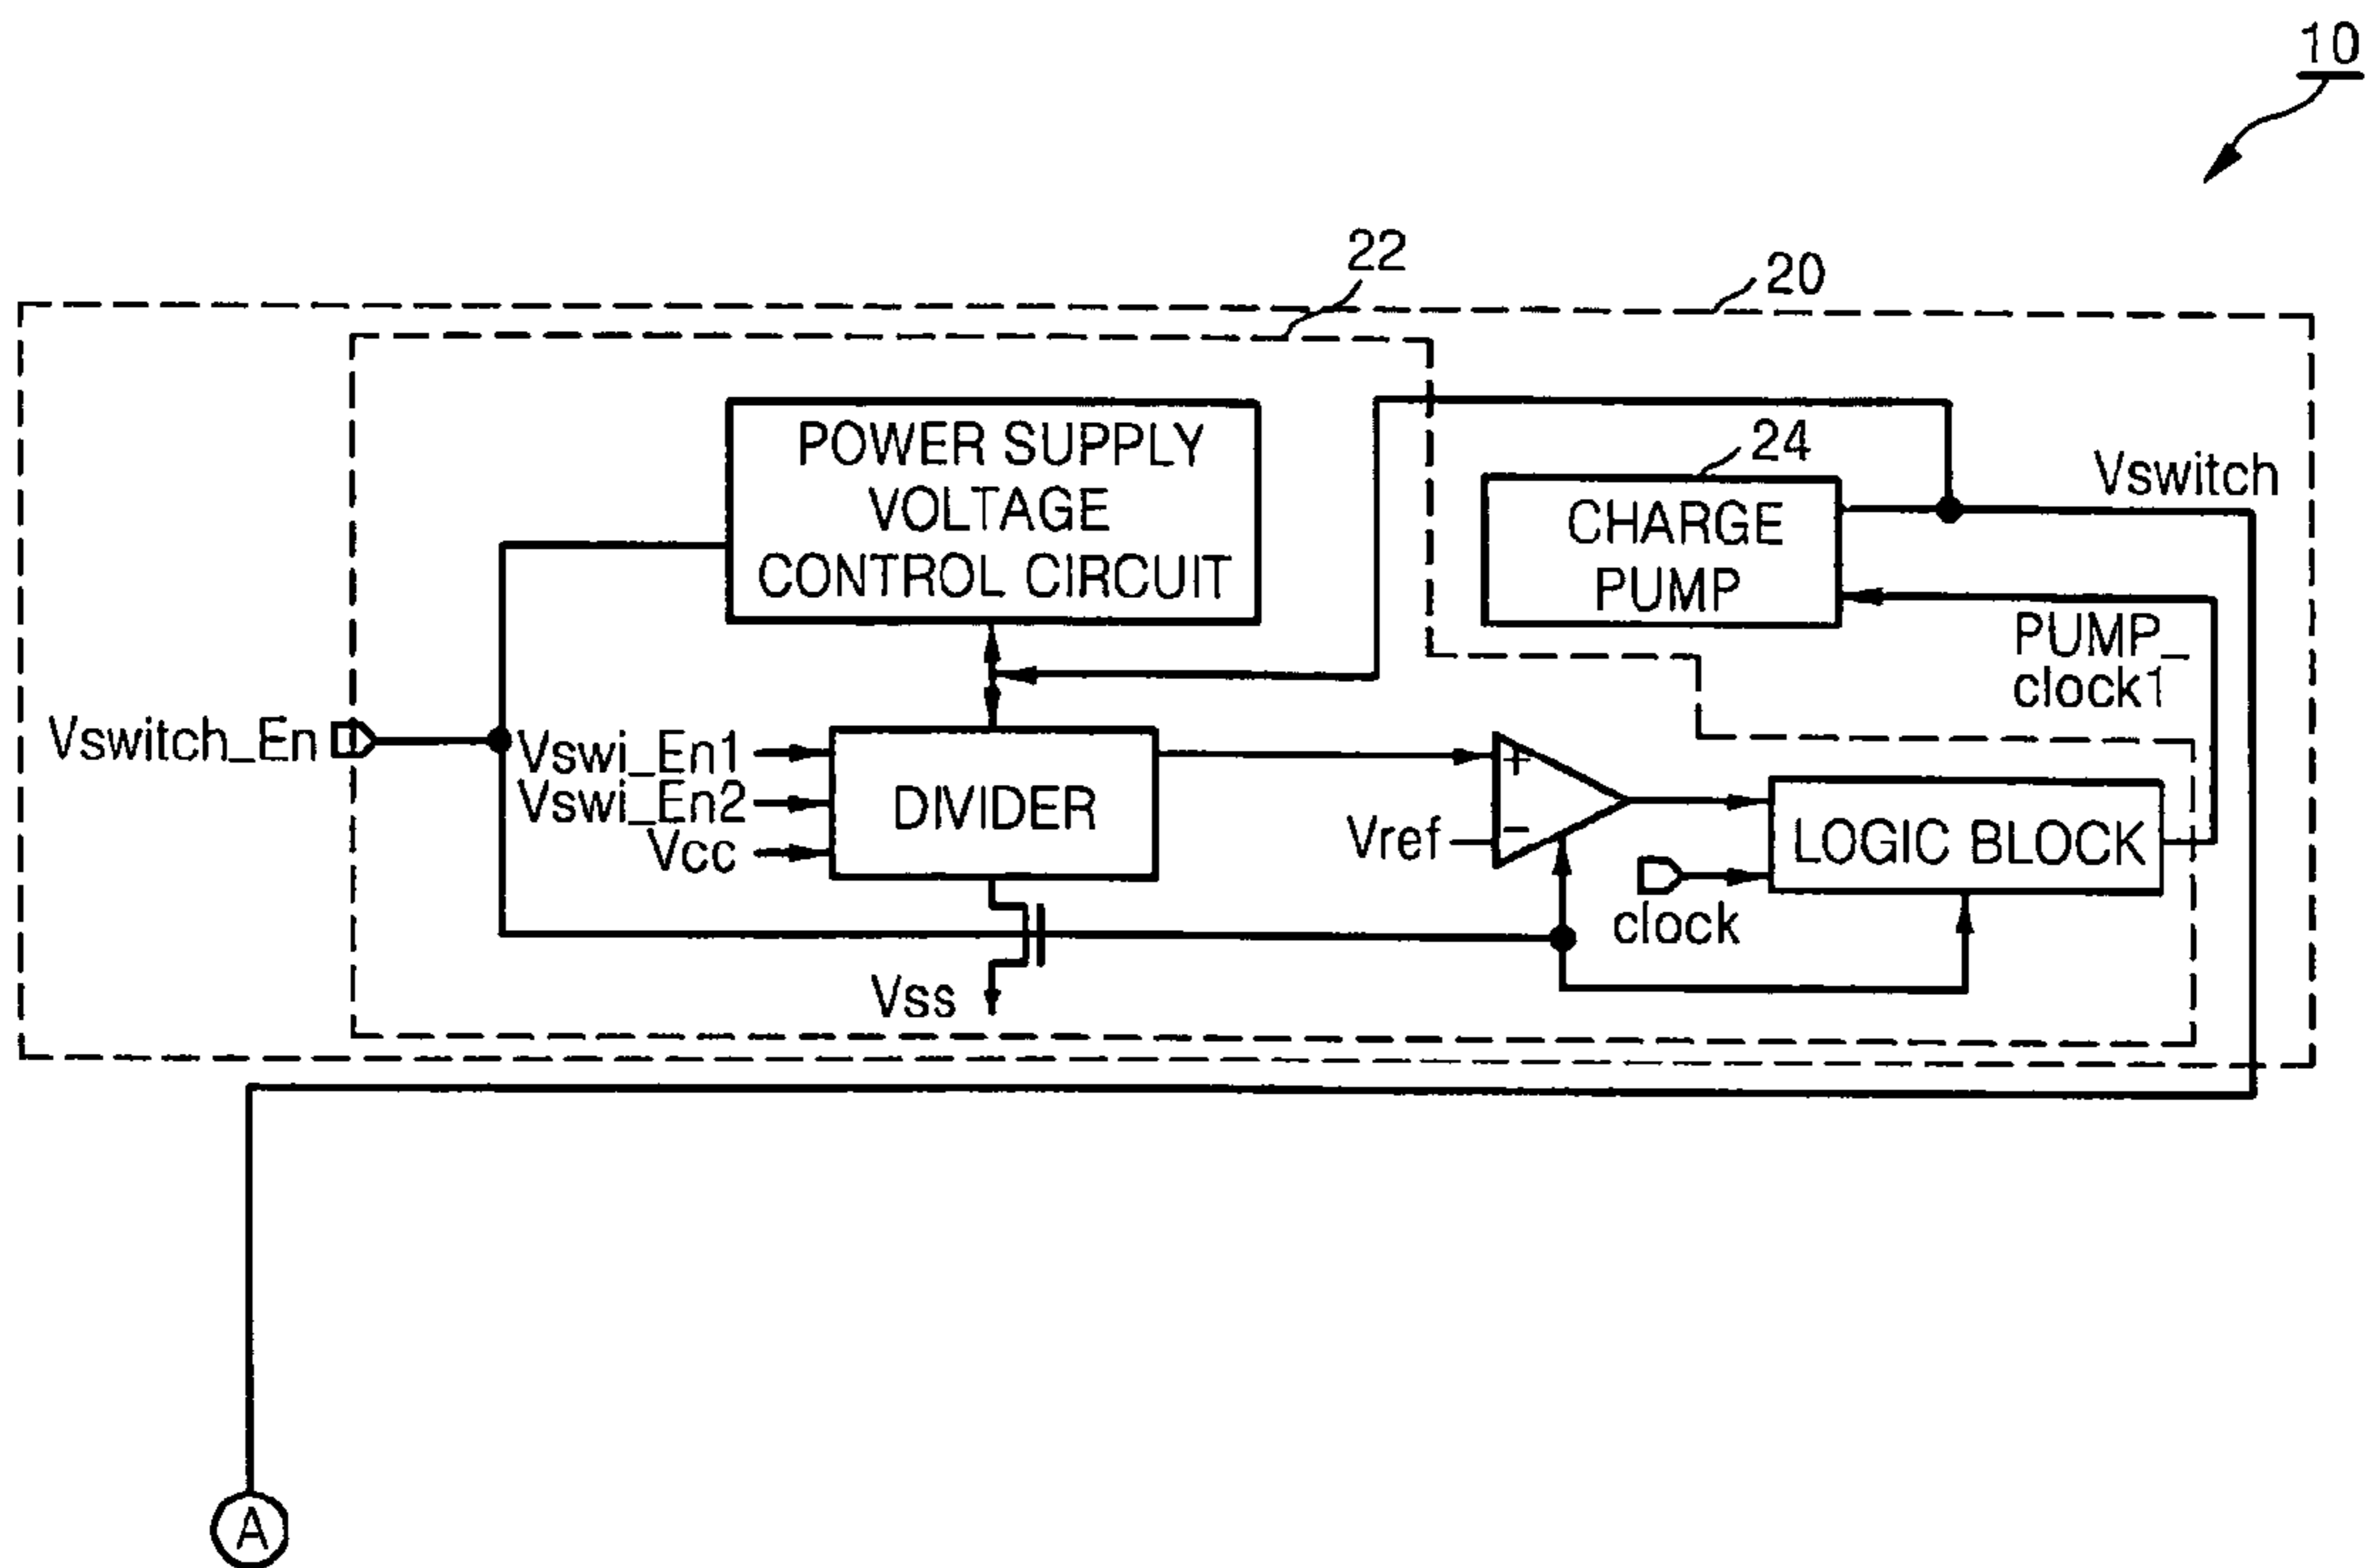 10
22
20
POWER SUPPLY
VOLTAGE
CONTROL CIRCUIT
24
CHARGE
PUMP
Vswitch
PUMP_
clock1
Vswitch_En
Vswi_En1
Vswi_En2
Vcc
DIVIDER
+
−
Vref
LOGIC BLOCK
clock
Vss
A